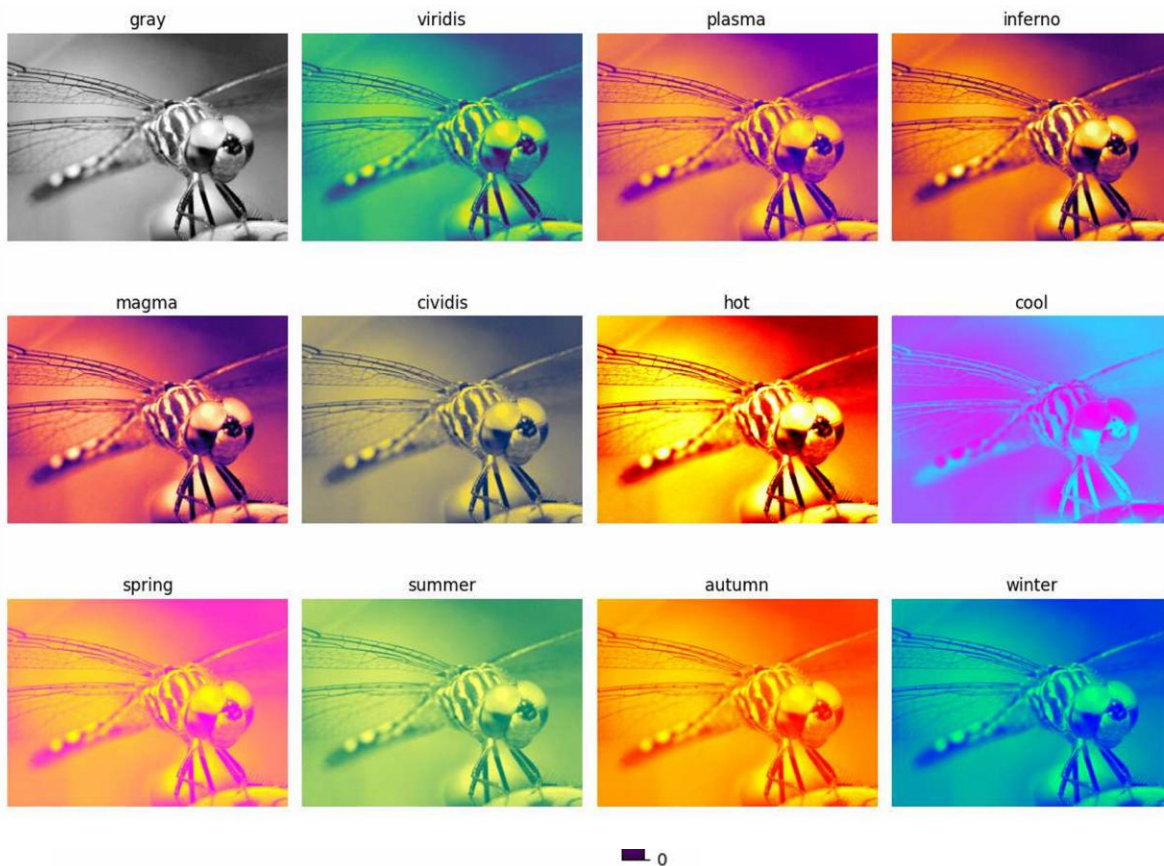 gray viridis plasma inferno
magma cividis hot cool
spring summer autumn winter
0